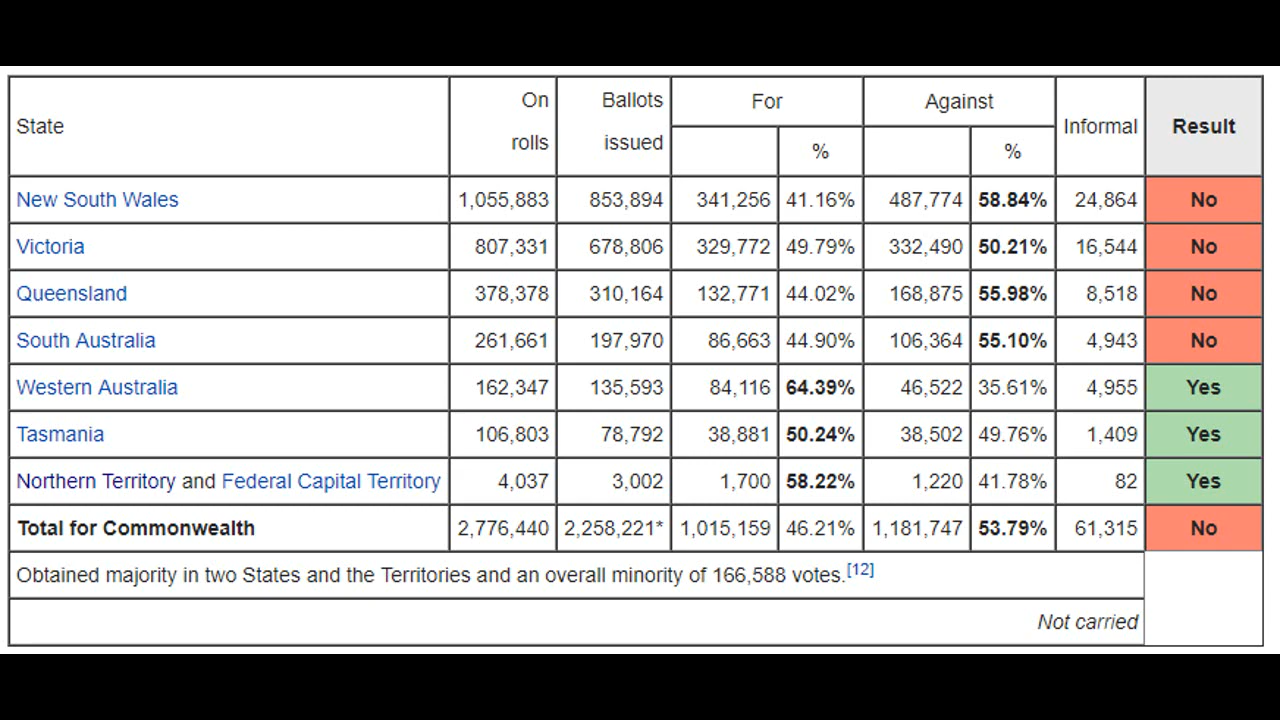 State On rolls Ballots issued For Against Informal Result
% %
New South Wales 1,055,883 853,894 341,256 41.16% 487,774 58.84% 24,864 No
Victoria 807,331 678,806 329,772 49.79% 332,490 50.21% 16,544 No
Queensland 378,378 310,164 132,771 44.02% 168,875 55.98% 8,518 No
South Australia 261,661 197,970 86,663 44.90% 106,364 55.10% 4,943 No
Western Australia 162,347 135,593 84,116 64.39% 46,522 35.61% 4,955 Yes
Tasmania 106,803 78,792 38,881 50.24% 38,502 49.76% 1,409 Yes
Northern Territory and Federal Capital Territory 4,037 3,002 1,700 58.22% 1,220 41.78% 82 Yes
Total for Commonwealth 2,776,440 2,258,221* 1,015,159 46.21% 1,181,747 53.79% 61,315 No
Obtained majority in two States and the Territories and an overall minority of 166,588 votes.[12]
Not carried